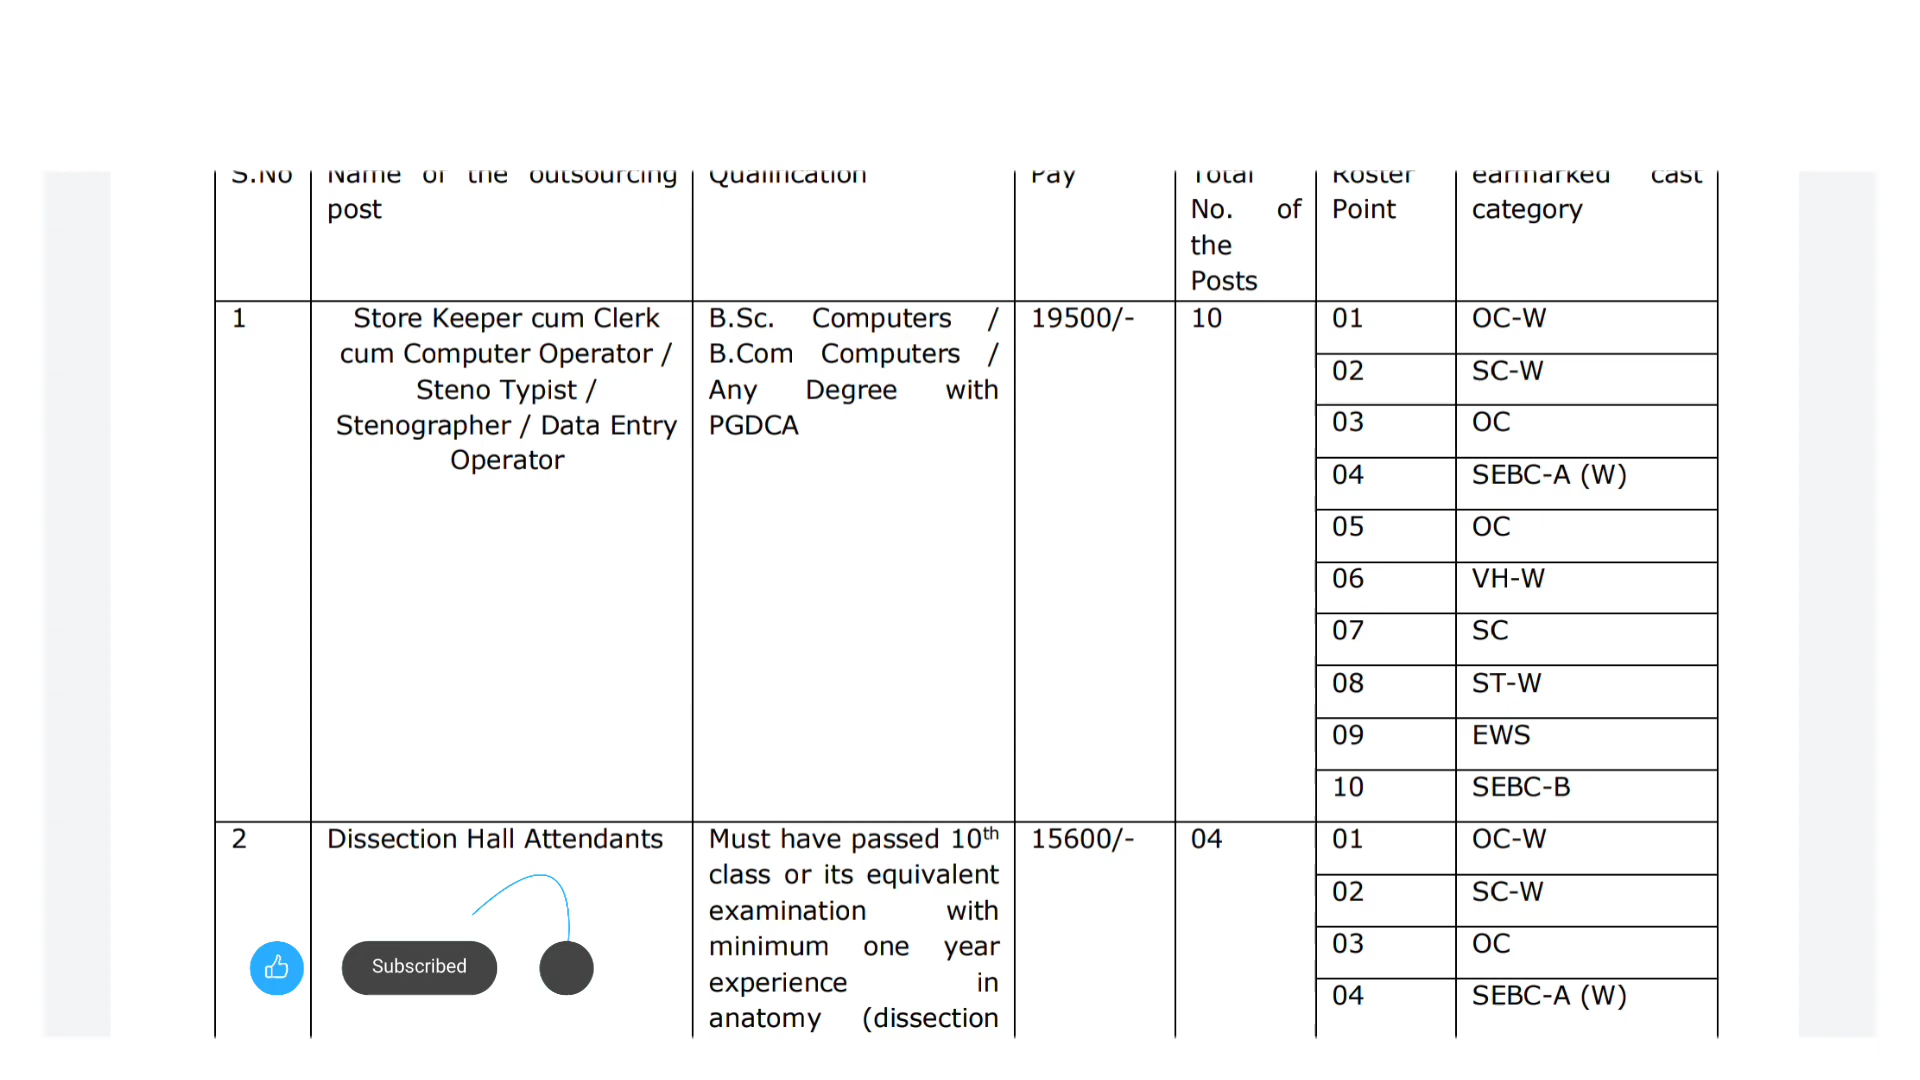 S.No Name of the outsourcing Qualification Pay Total Roster earmarked cast
post No. of Point category
the
Posts
1 Store Keeper cum Clerk B.Sc. Computers / 19500/- 10 01 OC-W
cum Computer Operator / B.Com Computers / 02 SC-W
Steno Typist / Any Degree with
Stenographer / Data Entry PGDCA 03 OC
Operator
04 SEBC-A (W)
05 OC
06 VH-W
07 SC
08 ST-W
09 EWS
10 SEBC-B
2 Dissection Hall Attendants Must have passed 10th 15600/- 04 01 OC-W
class or its equivalent 02 SC-W
examination with
minimum one year 03 OC
experience in 04 SEBC-A (W)
anatomy (dissection
Subscribed